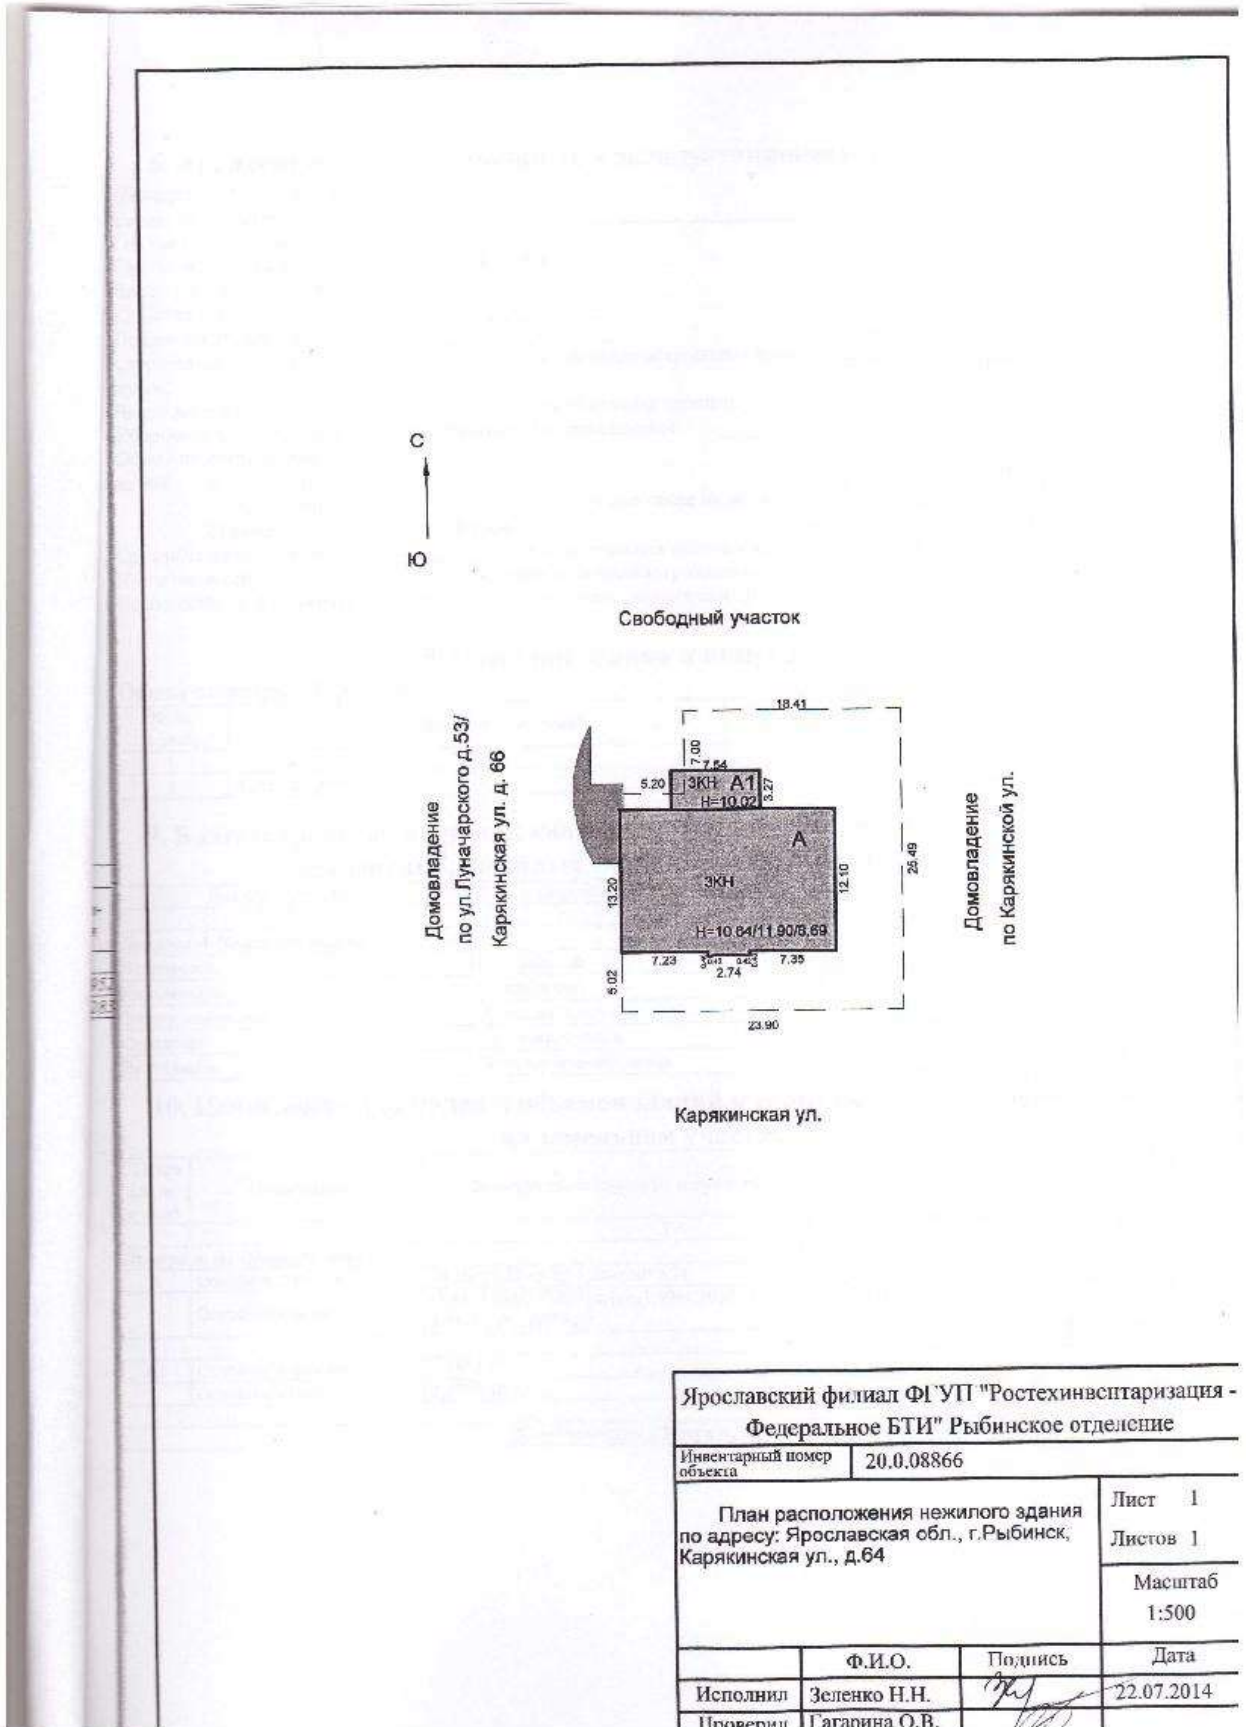 С
Ю
Свободный участок
Домовладение
по ул.Луначарского д.53/
Карякинская ул. д. 66
18.41
7.00
7.54
5.20
3КН А1
3.27
Н=10.02
А
3КН
13.20
12.10
Н=10.64/11.90/8,69
7.23
2.74
7.35
5.02
23.90
26.49
Домовладение
по Карякинской ул.
Карякинская ул.
Ярославский филиал ФГУП "Ростехинвентаризация -
Федеральное БТИ" Рыбинское отделение
Инвентарный номер
объекта
20.0.08866
План расположения нежилого здания
по адресу: Ярославская обл., г.Рыбинск,
Карякинская ул., д.64
Лист 1
Листов 1
Масштаб
1:500
Ф.И.О. Подпись Дата
Исполнил Зеленко Н.Н. 22.07.2014
Проверил Гагарина О.В.